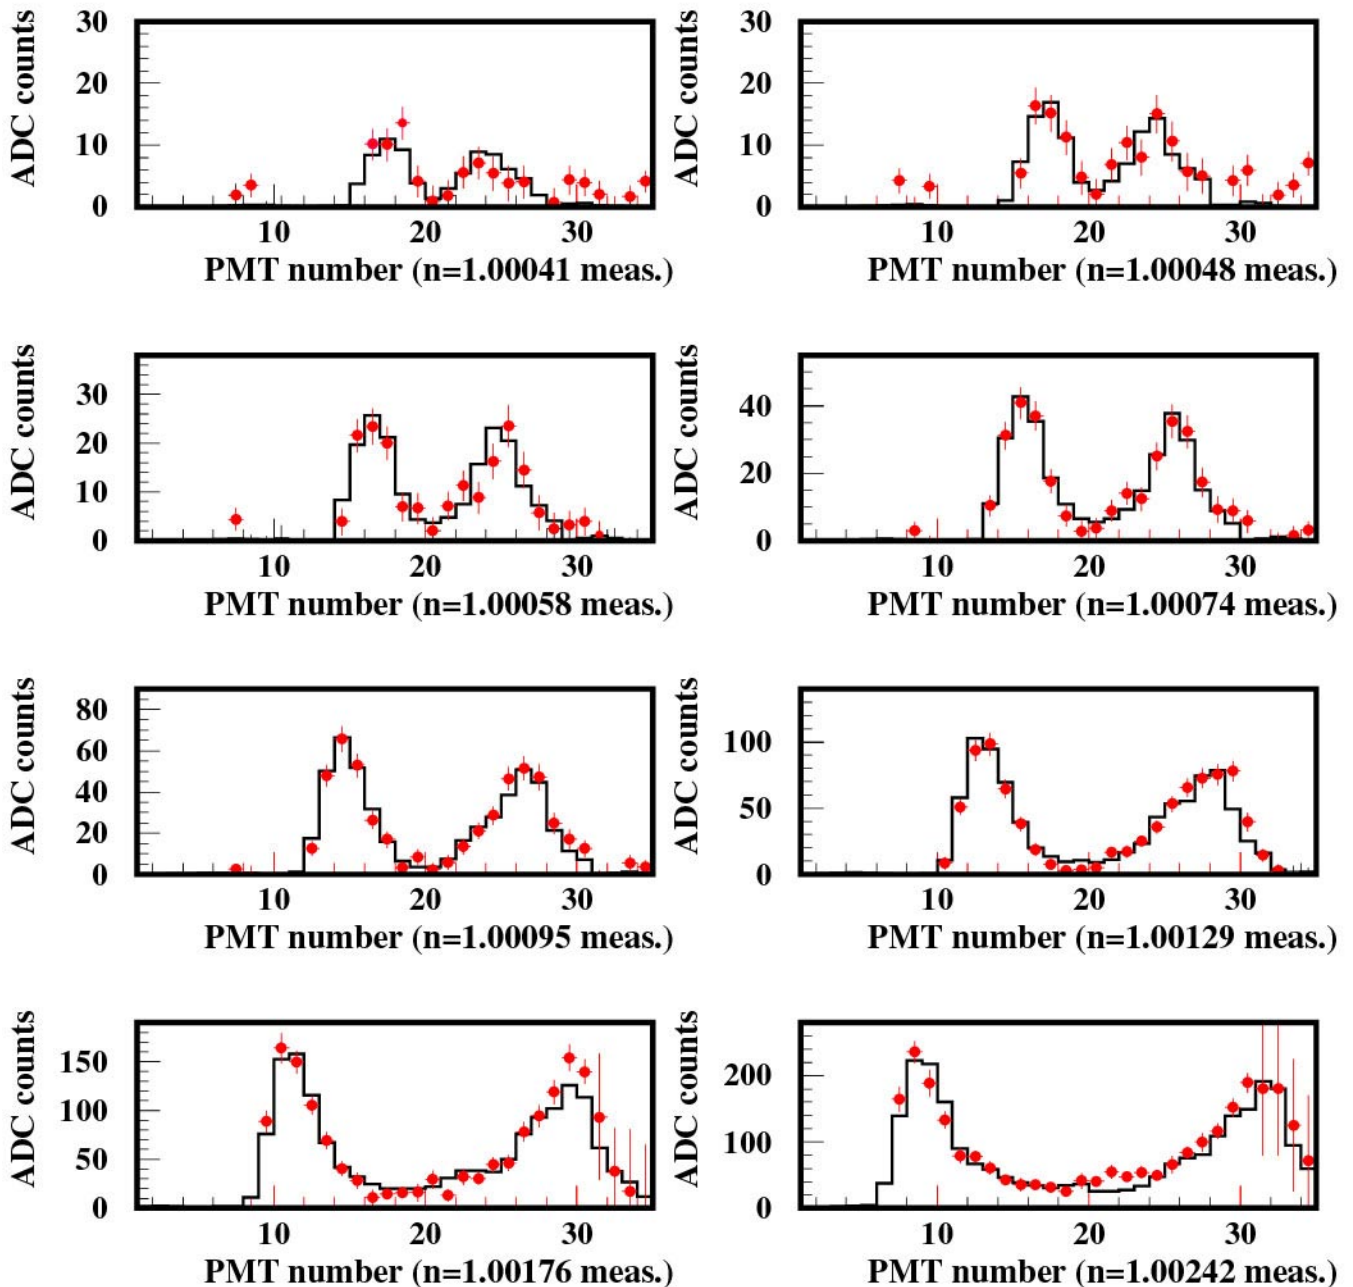 30
20
10
0
ADC counts
10 20 30
PMT number (n=1.00041 meas.)
30
20
10
0
ADC counts
10 20 30
PMT number (n=1.00048 meas.)
30
20
10
0
ADC counts
10 20 30
PMT number (n=1.00058 meas.)
40
20
0
ADC counts
10 20 30
PMT number (n=1.00074 meas.)
80
60
40
20
0
ADC counts
10 20 30
PMT number (n=1.00095 meas.)
100
50
0
ADC counts
10 20 30
PMT number (n=1.00129 meas.)
150
100
50
0
ADC counts
10 20 30
PMT number (n=1.00176 meas.)
200
100
0
ADC counts
10 20 30
PMT number (n=1.00242 meas.)